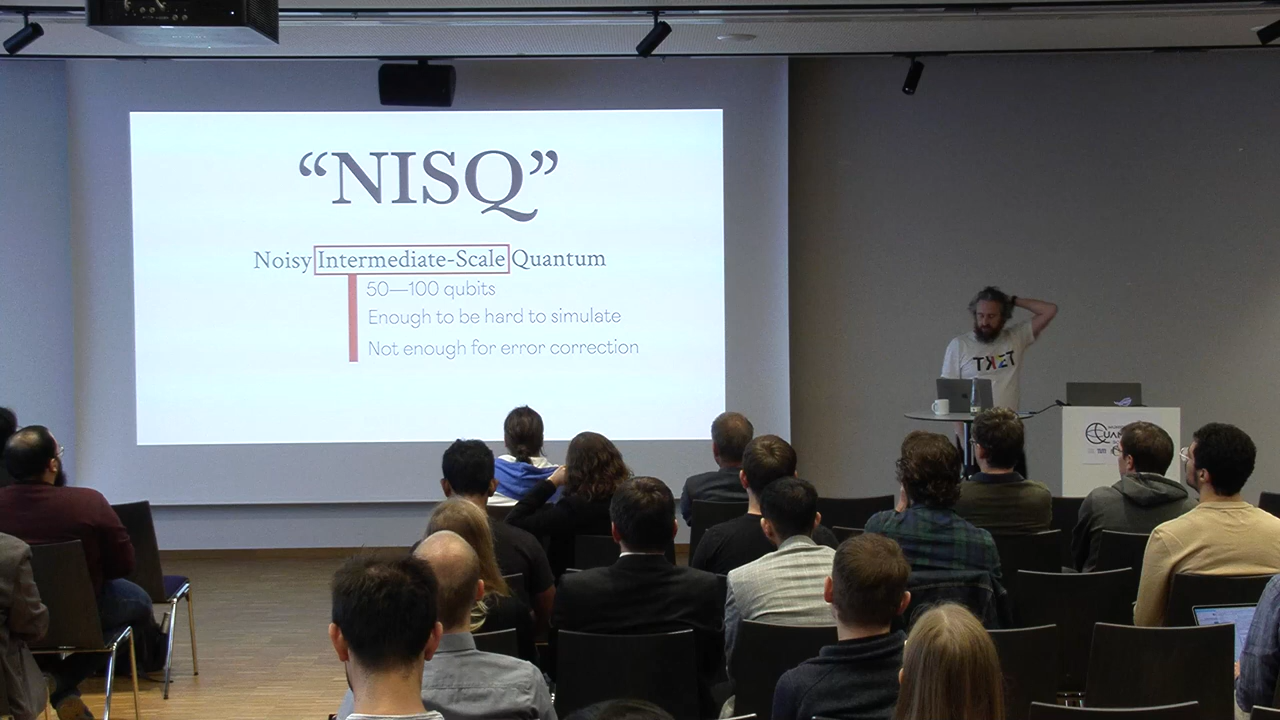 “NISQ”
Noisy Intermediate-Scale Quantum
50—100 qubits
Enough to be hard to simulate
Not enough for error correction
TKET